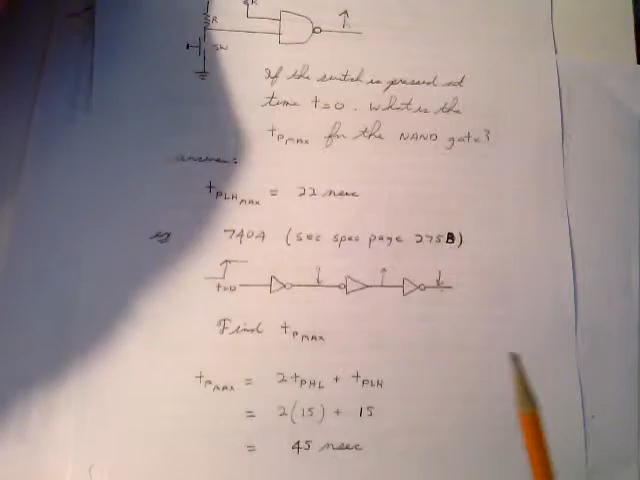 R
R
SW
If the switch is pressed at
time t=0. What is the
tPMAX for the NAND gate?
answer:
tPLHMAX = 22 nsec
eg 7404 (see spec page 275B)
t=0
Find tPMAX
tPMAX = 2tPHL + tPLH
= 2(15) + 15
= 45 nsec